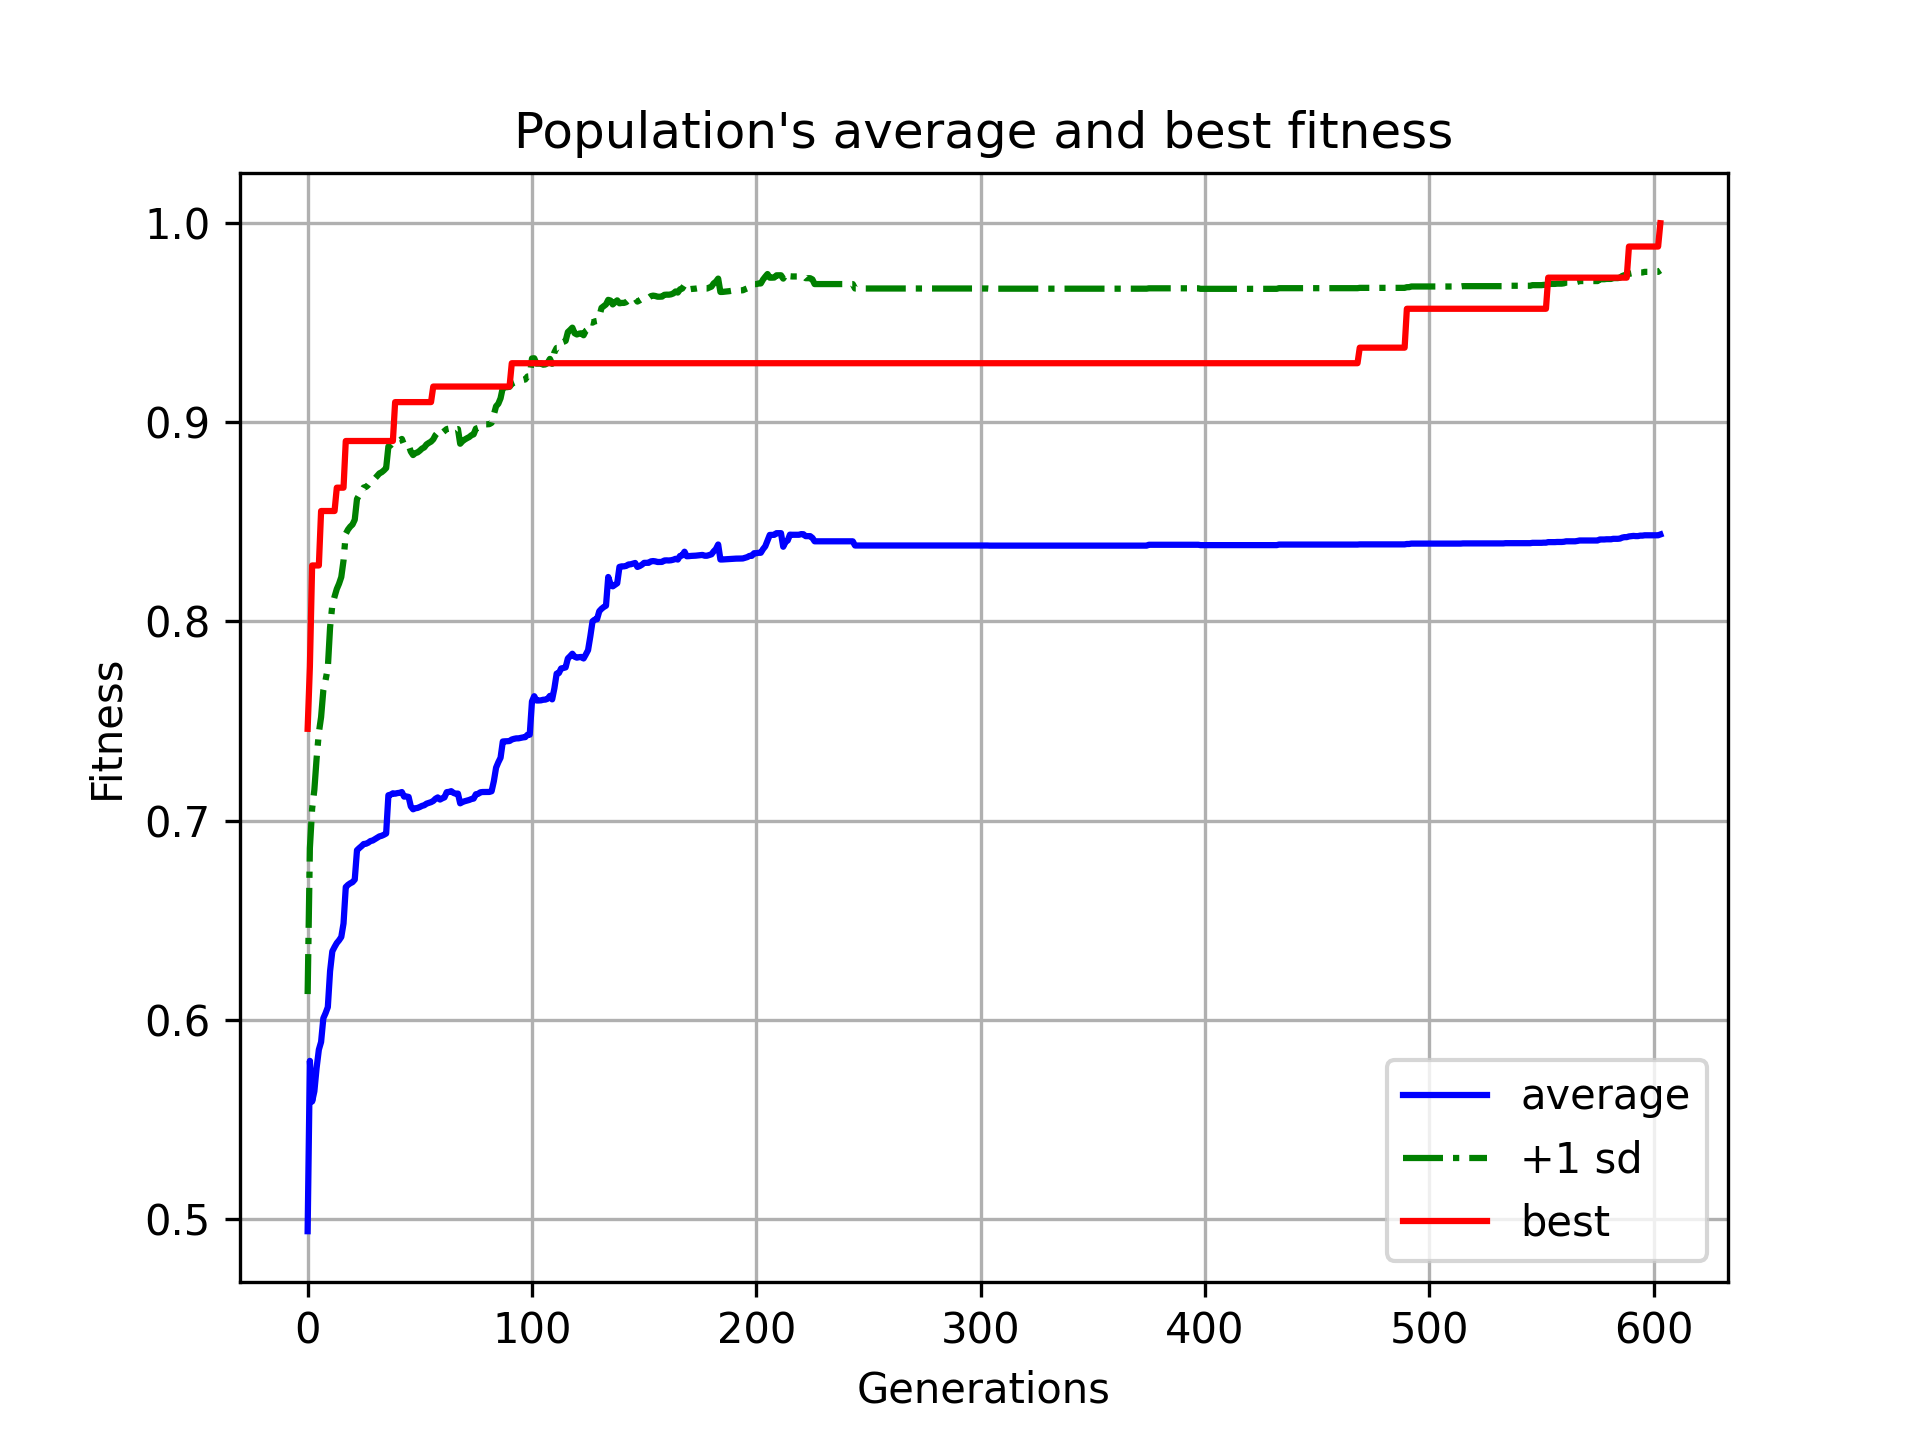 Population's average and best fitness
1.0
0.9
0.8
0.7
0.6
0.5
Fitness
average
+1 sd
best
0 100 200 300 400 500 600
Generations